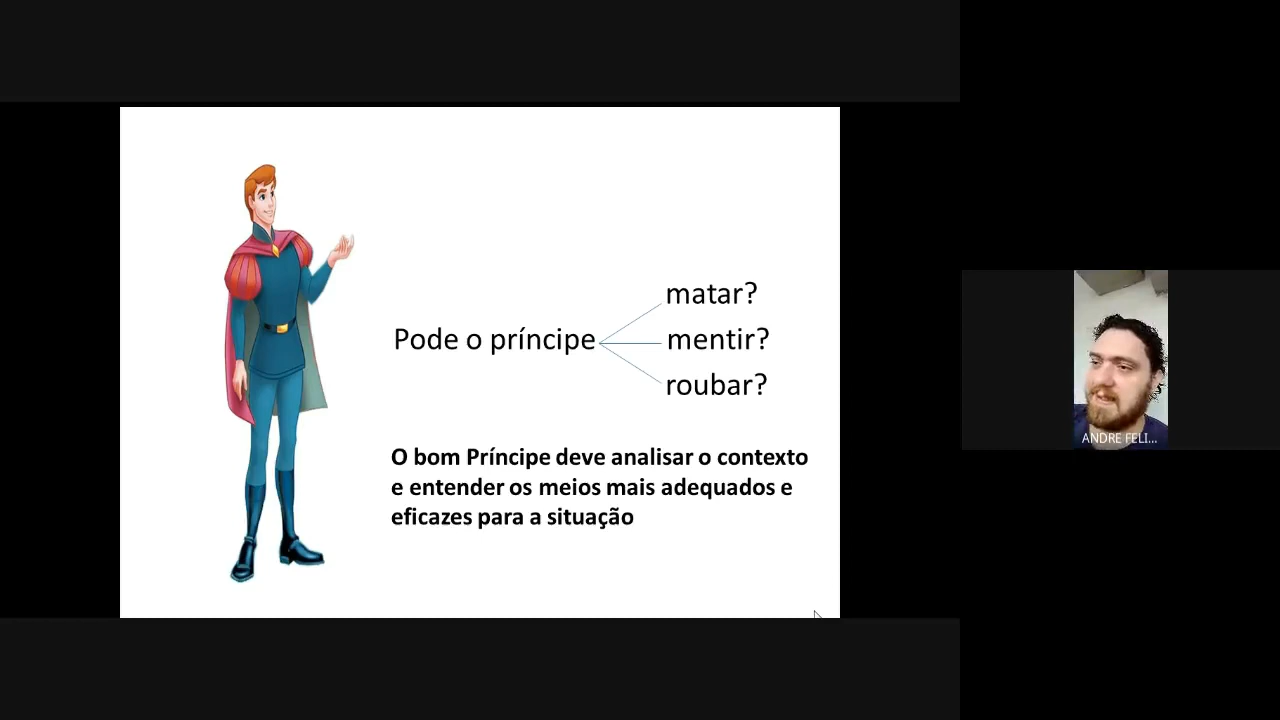 matar?
Pode o príncipe mentir?
roubar?
O bom Príncipe deve analisar o contexto
e entender os meios mais adequados e
eficazes para a situação
ANDRE FELI...